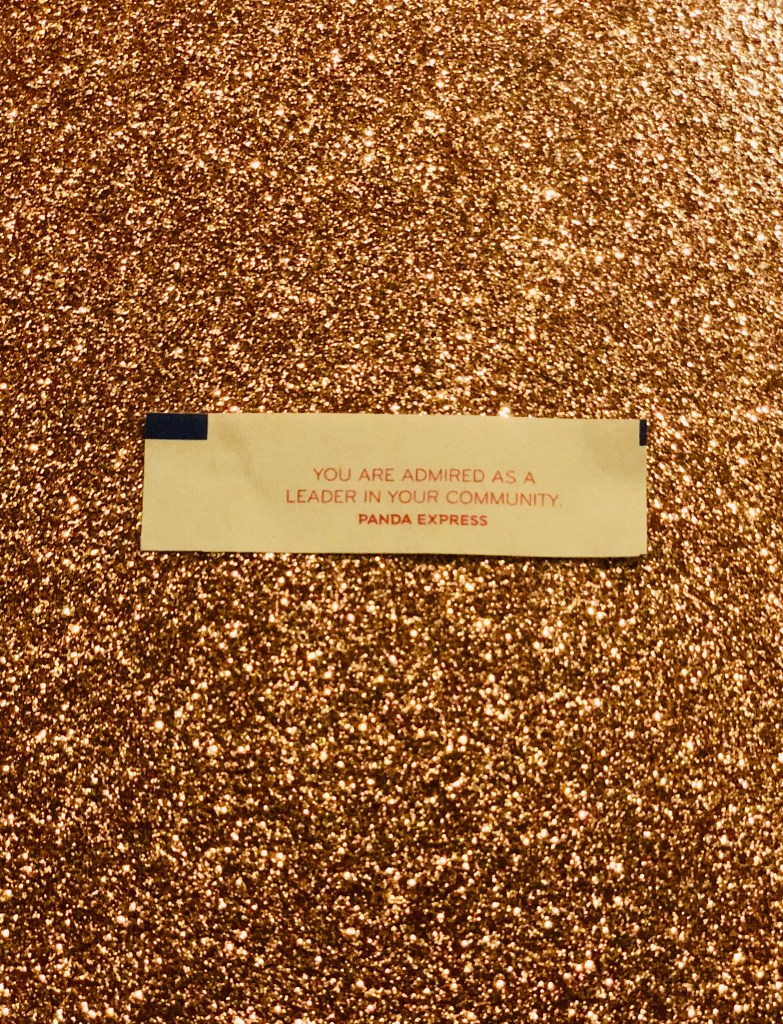 YOU ARE ADMIRED AS A
LEADER IN YOUR COMMUNITY.
PANDA EXPRESS